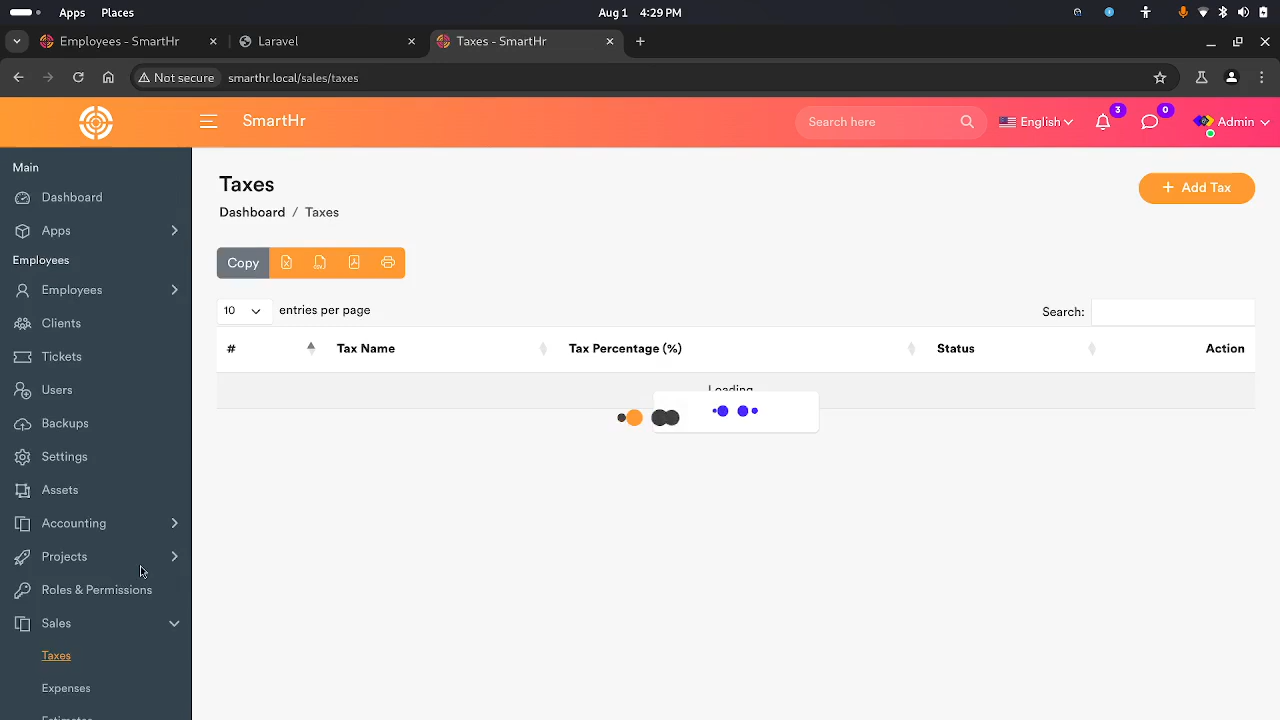 Apps Places Aug 1 4:29 PM
Employees - SmartHr Laravel Taxes - SmartHr
Not secure smarthr.local/sales/taxes
SmartHr Search here English 3 0 Admin
Main
Dashboard
Apps
Employees
Employees
Clients
Tickets
Users
Backups
Settings
Assets
Accounting
Projects
Roles & Permissions
Sales
Taxes
Expenses
Estimates
Taxes
+ Add Tax
Dashboard / Taxes
Copy
10 entries per page Search:
# Tax Name Tax Percentage (%) Status Action
Loading